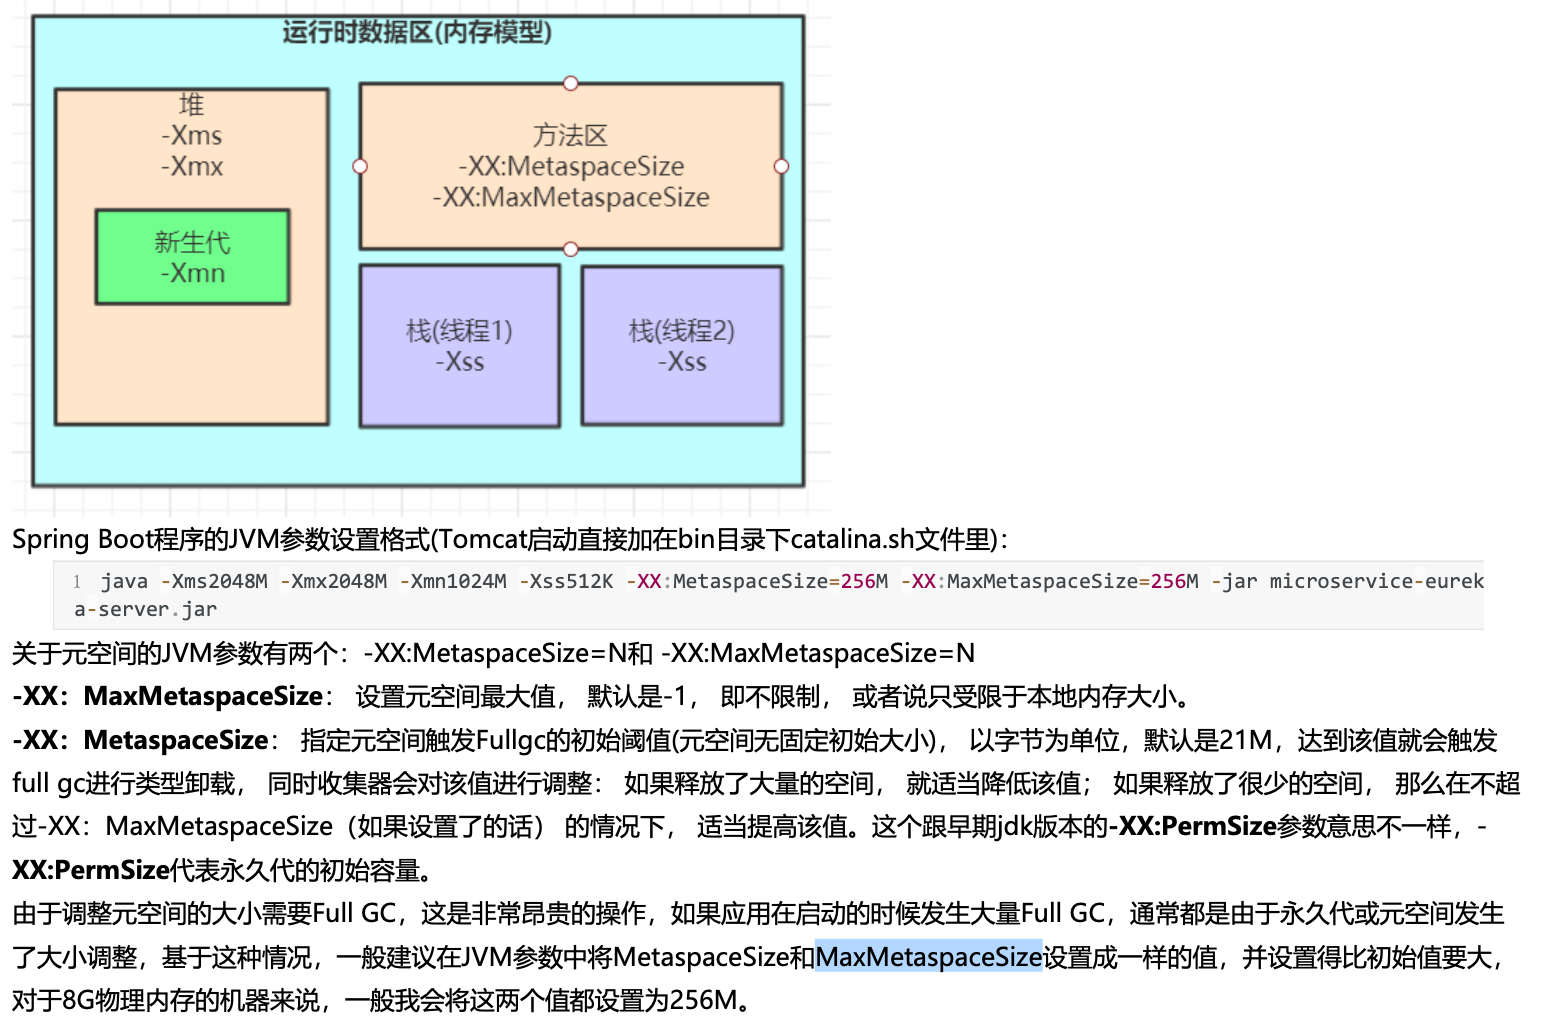 运行时数据区(内存模型)
堆
-Xms
-Xmx
新生代
-Xmn
方法区
-XX:MetaspaceSize
-XX:MaxMetaspaceSize
栈(线程1)
-Xss
栈(线程2)
-Xss
Spring Boot程序的JVM参数设置格式(Tomcat启动直接加在bin目录下catalina.sh文件里)：
1 java -Xms2048M -Xmx2048M -Xmn1024M -Xss512K -XX:MetaspaceSize=256M -XX:MaxMetaspaceSize=256M -jar microservice-eurek
a-server.jar
关于元空间的JVM参数有两个：-XX:MetaspaceSize=N和 -XX:MaxMetaspaceSize=N
-XX：MaxMetaspaceSize： 设置元空间最大值， 默认是-1， 即不限制， 或者说只受限于本地内存大小。
-XX：MetaspaceSize： 指定元空间触发Fullgc的初始阈值(元空间无固定初始大小)， 以字节为单位，默认是21M，达到该值就会触发
full gc进行类型卸载， 同时收集器会对该值进行调整： 如果释放了大量的空间， 就适当降低该值； 如果释放了很少的空间， 那么在不超
过-XX：MaxMetaspaceSize（如果设置了的话） 的情况下， 适当提高该值。这个跟早期jdk版本的-XX:PermSize参数意思不一样，-
XX:PermSize代表永久代的初始容量。
由于调整元空间的大小需要Full GC，这是非常昂贵的操作，如果应用在启动的时候发生大量Full GC，通常都是由于永久代或元空间发生
了大小调整，基于这种情况，一般建议在JVM参数中将MetaspaceSize和MaxMetaspaceSize设置成一样的值，并设置得比初始值要大，
对于8G物理内存的机器来说，一般我会将这两个值都设置为256M。